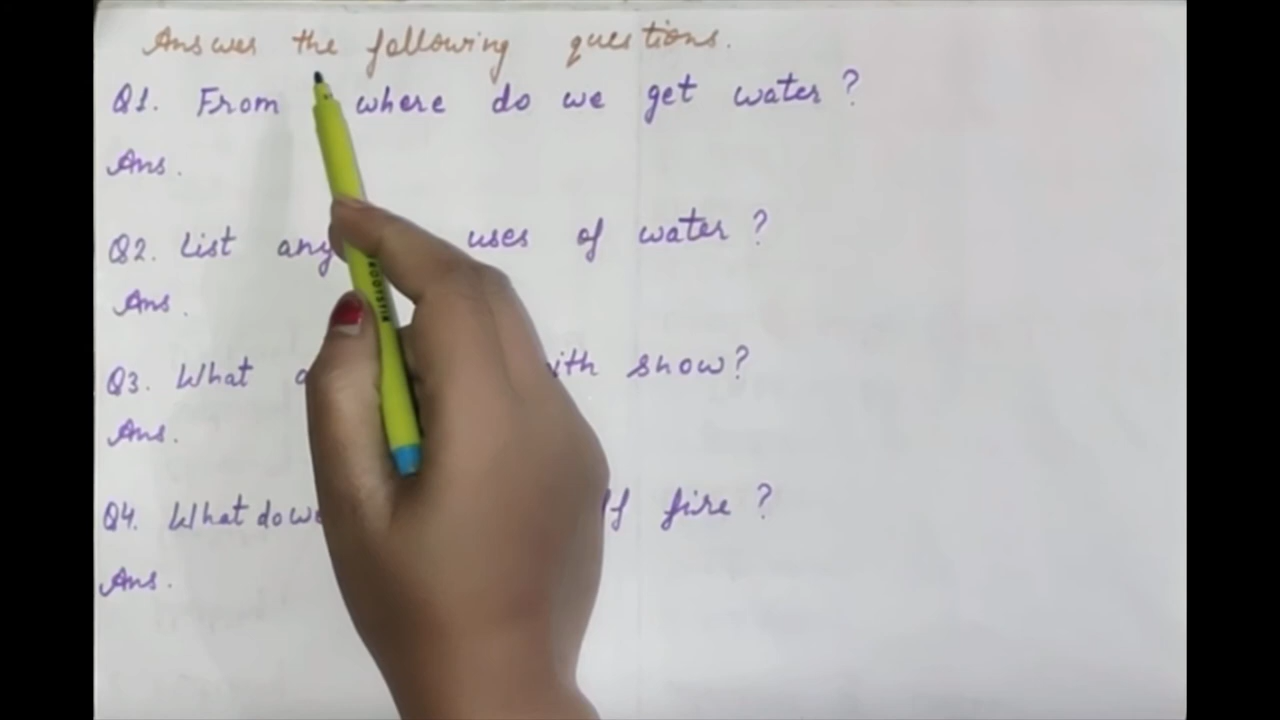 Answer the following questions.
Q1. From where do we get water ?
Ans.
Q2. List any uses of water ?
Ans.
Q3. What snow?
Ans.
Q4. What do we fire ?
Ans.